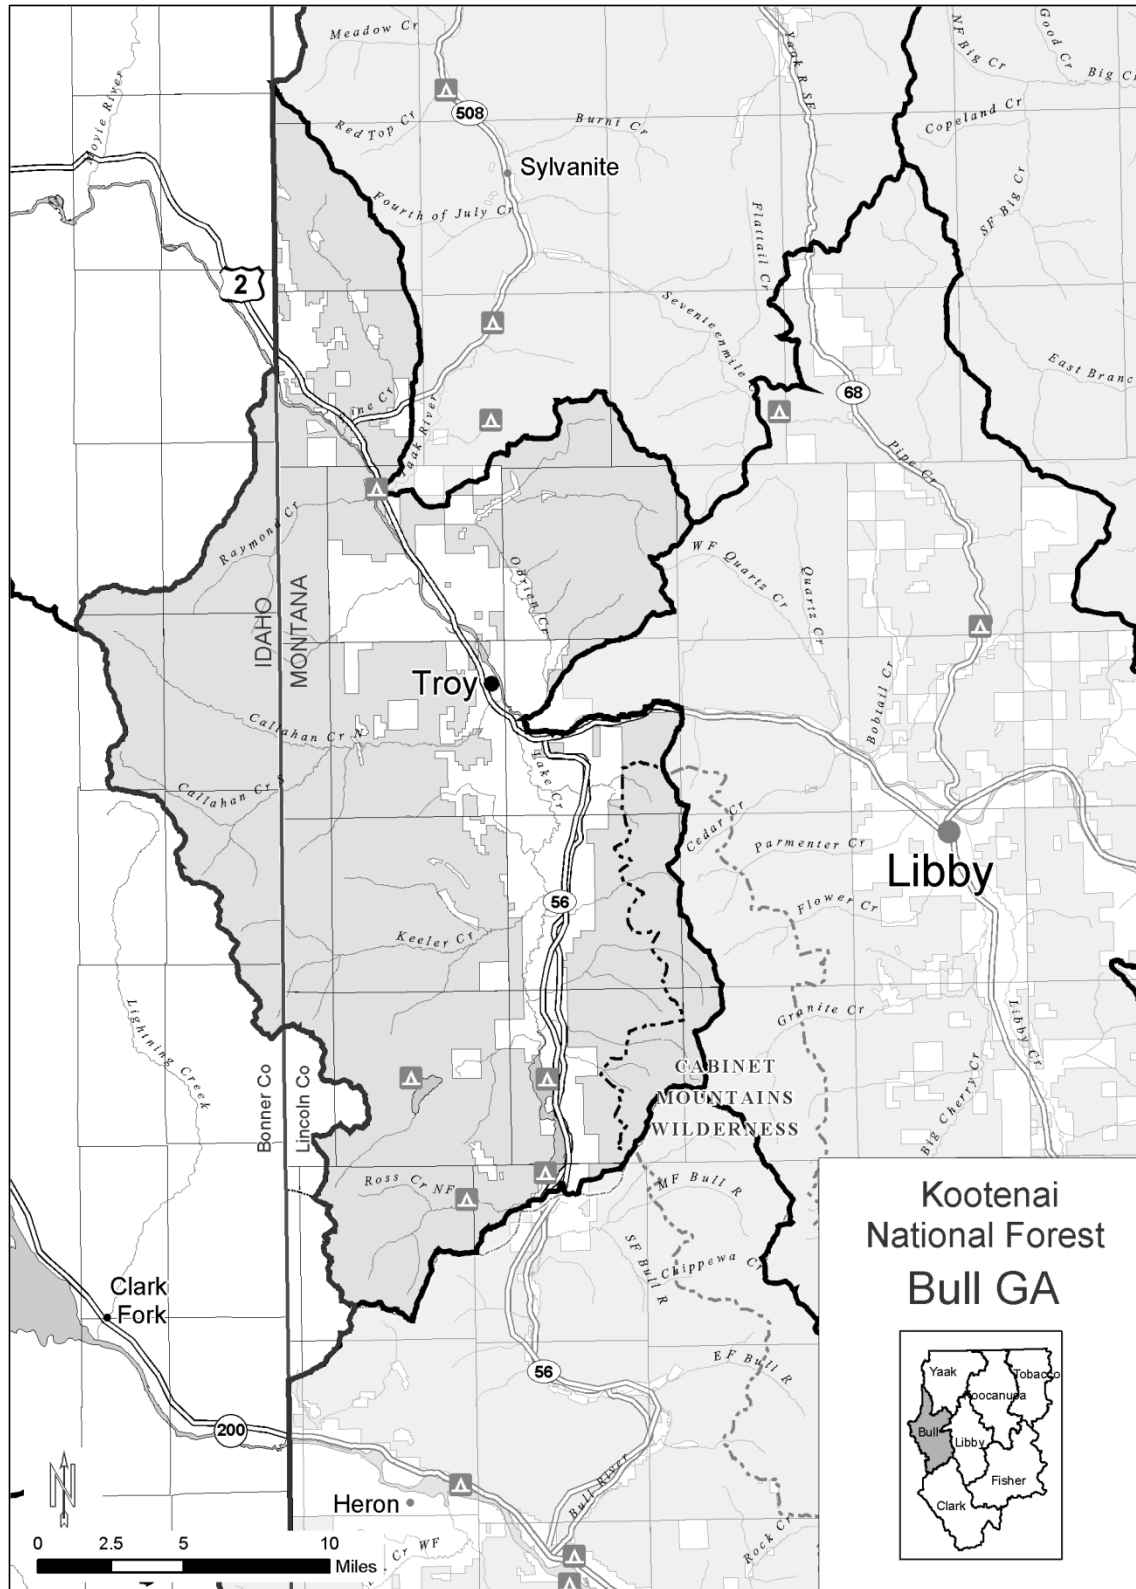 Meadow Cr
Yaak R SF
NF Big Cr
Good Cr
Big Cr
Moyie River
508
Red Top Cr
Burnt Cr
Copeland Cr
Sylvanite
Fourth of July Cr
Flattail Cr
SF Big Cr
2
Seventeenmile C
East Branc
68
Yaak River
Pipe Cr
Raymond Cr
OBrien Cr
WF Quartz Cr
Quartz Cr
IDAHO
MONTANA
Troy
Bobtail Cr
Callahan Cr N
Lake Cr
Callahan Cr S
Cedar Cr
Parmenter Cr
Libby
56
Flower Cr
Keeler Cr
Lightning Creek
Granite Cr
Libby Cr
Bonner Co
Lincoln Co
CABINET
MOUNTAINS
WILDERNESS
Big Cherry Cr
Ross Cr NF
MF Bull R
SF Bull R
Chippewa Cr
Kootenai
National Forest
Bull GA
Clark
Fork
56
EF Bull R
Yaak
Tobacco
Koocanusa
Bull
Libby
Fisher
Clark
200
N
Heron
Bull River
Rock Cr
Cr WF
0 2.5 5 10
Miles